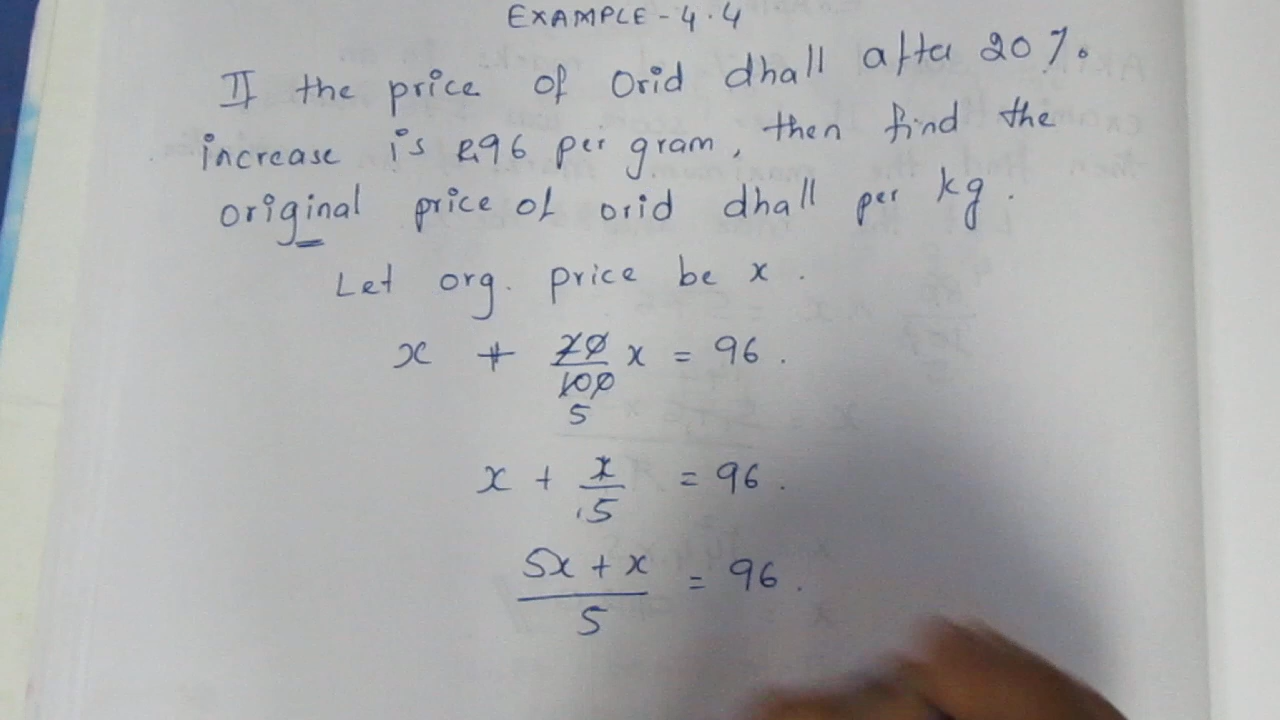 EXAMPLE - 4.4
If the price of Orid dhall after 20%
increase is ₹96 per gram, then find the
original price of orid dhall per kg.
Let org. price be x.
x + 20/100 x = 96.
5
x + x/5 = 96.
5x + x / 5 = 96.